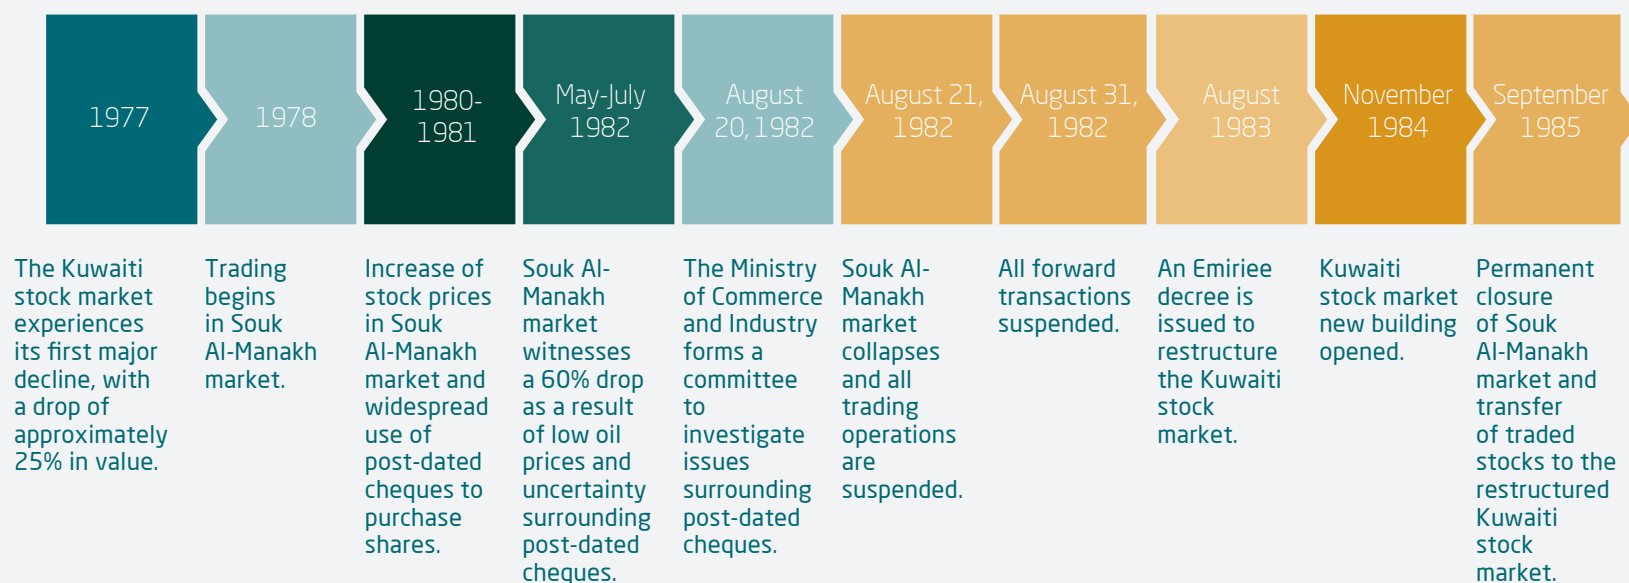 1977
1978
1980-
1981
May-July
1982
August
20, 1982
August 21,
1982
August 31,
1982
August
1983
November
1984
September
1985
The Kuwaiti
stock market
experiences
its first major
decline, with
a drop of
approximately
25% in value.
Trading
begins
in Souk
Al-Manakh
market.
Increase of
stock prices
in Souk
Al-Manakh
market and
widespread
use of
post-dated
cheques to
purchase
shares.
Souk Al-
Manakh
market
witnesses
a 60% drop
as a result
of low oil
prices and
uncertainty
surrounding
post-dated
cheques.
The Ministry
of Commerce
and Industry
forms a
committee
to
investigate
issues
surrounding
post-dated
cheques.
Souk Al-
Manakh
market
collapses
and all
trading
operations
are
suspended.
All forward
transactions
suspended.
An Emiriee
decree is
issued to
restructure
the Kuwaiti
stock
market.
Kuwaiti
stock market
new building
opened.
Permanent
closure
of Souk
Al-Manakh
market and
transfer
of traded
stocks to the
restructured
Kuwaiti
stock
market.